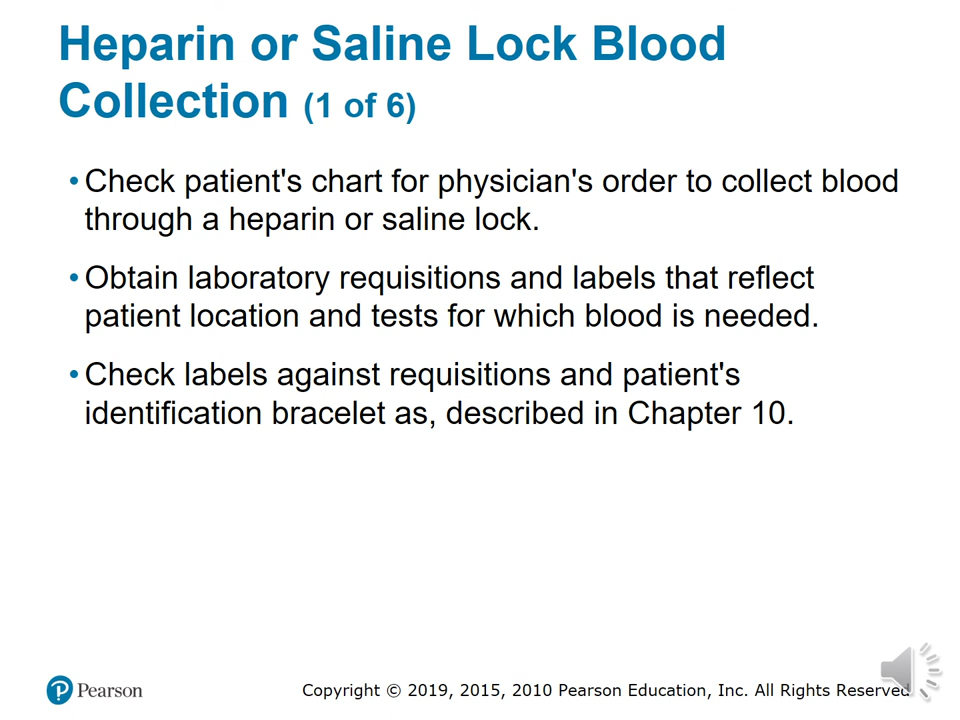 Heparin or Saline Lock Blood
Collection (1 of 6)
• Check patient's chart for physician's order to collect blood
through a heparin or saline lock.
• Obtain laboratory requisitions and labels that reflect
patient location and tests for which blood is needed.
• Check labels against requisitions and patient's
identification bracelet as, described in Chapter 10.
P Pearson
Copyright © 2019, 2015, 2010 Pearson Education, Inc. All Rights Reserved